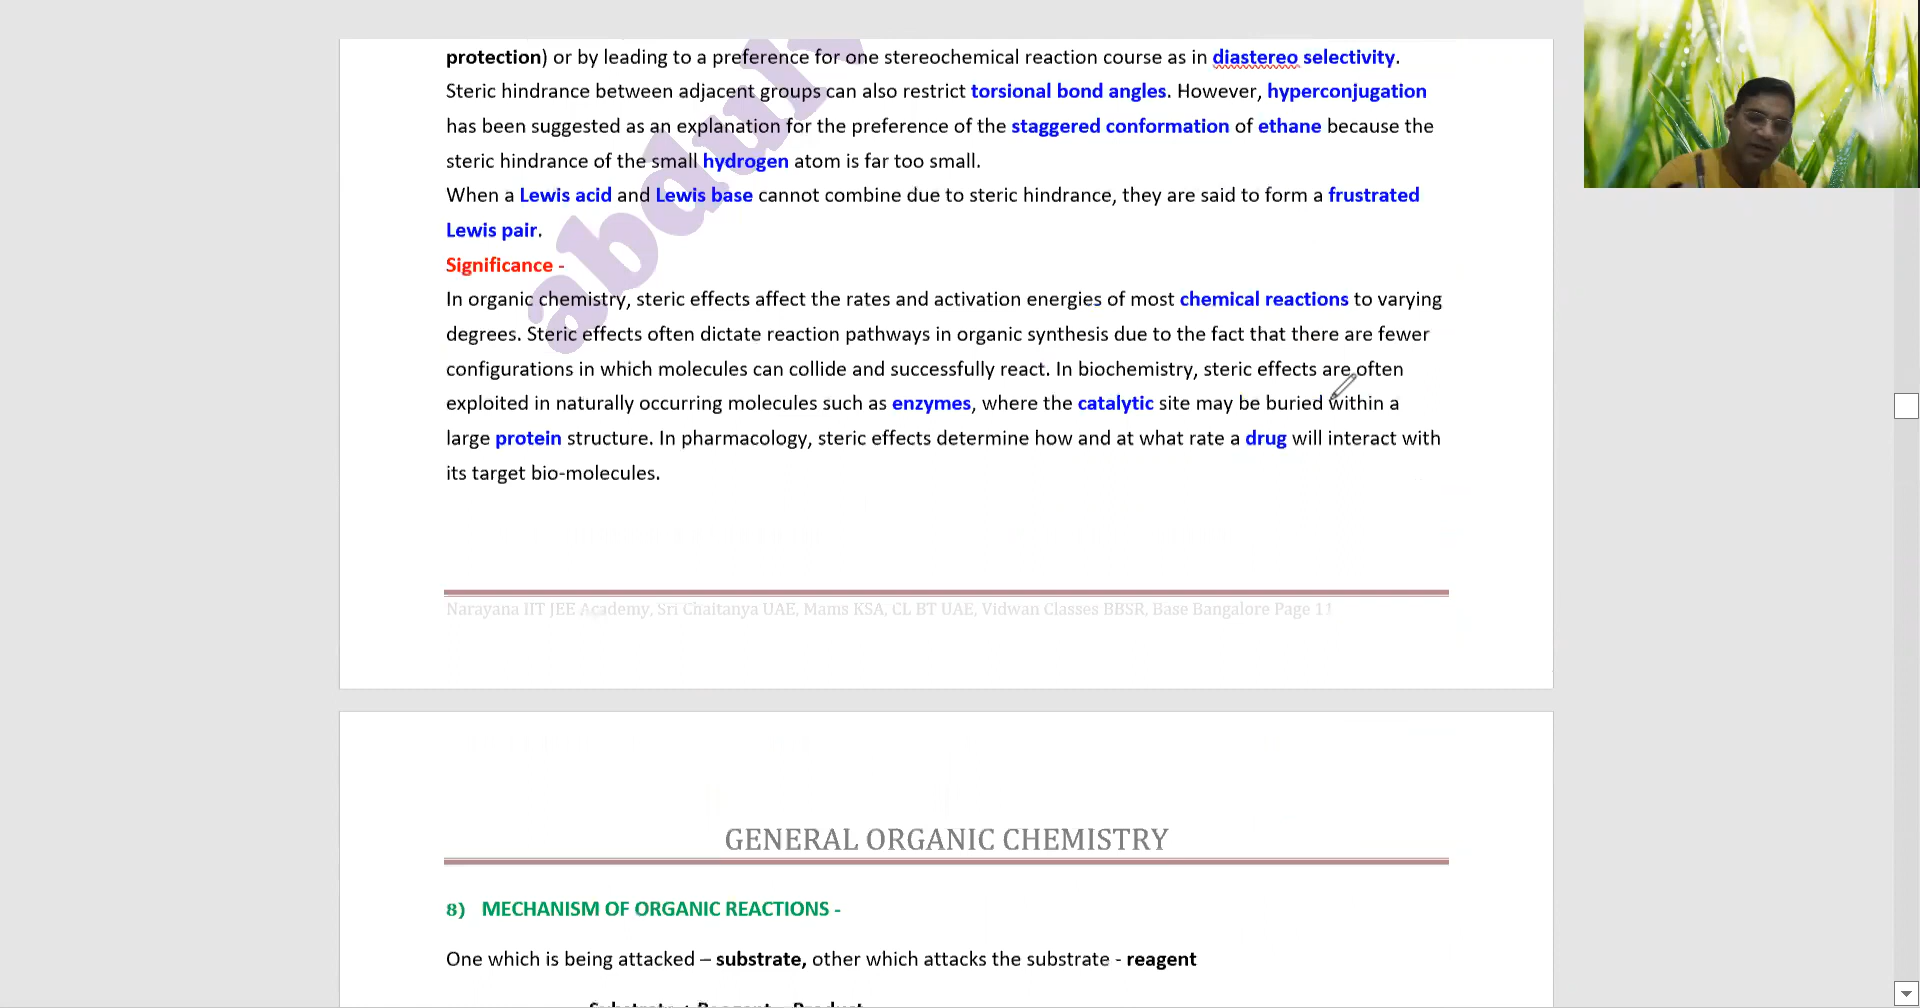 protection) or by leading to a preference for one stereochemical reaction course as in diastereo selectivity.
Steric hindrance between adjacent groups can also restrict torsional bond angles. However, hyperconjugation
has been suggested as an explanation for the preference of the staggered conformation of ethane because the
steric hindrance of the small hydrogen atom is far too small.
When a Lewis acid and Lewis base cannot combine due to steric hindrance, they are said to form a frustrated
Lewis pair.
Significance -
In organic chemistry, steric effects affect the rates and activation energies of most chemical reactions to varying
degrees. Steric effects often dictate reaction pathways in organic synthesis due to the fact that there are fewer
configurations in which molecules can collide and successfully react. In biochemistry, steric effects are often
exploited in naturally occurring molecules such as enzymes, where the catalytic site may be buried within a
large protein structure. In pharmacology, steric effects determine how and at what rate a drug will interact with
its target bio-molecules.
Narayana IIT JEE Academy, Sri Chaitanya UAE, Mams KSA, CL BT UAE, Vidwan Classes BBSR, Base Bangalore Page 11
GENERAL ORGANIC CHEMISTRY
8) MECHANISM OF ORGANIC REACTIONS -
One which is being attacked – substrate, other which attacks the substrate - reagent